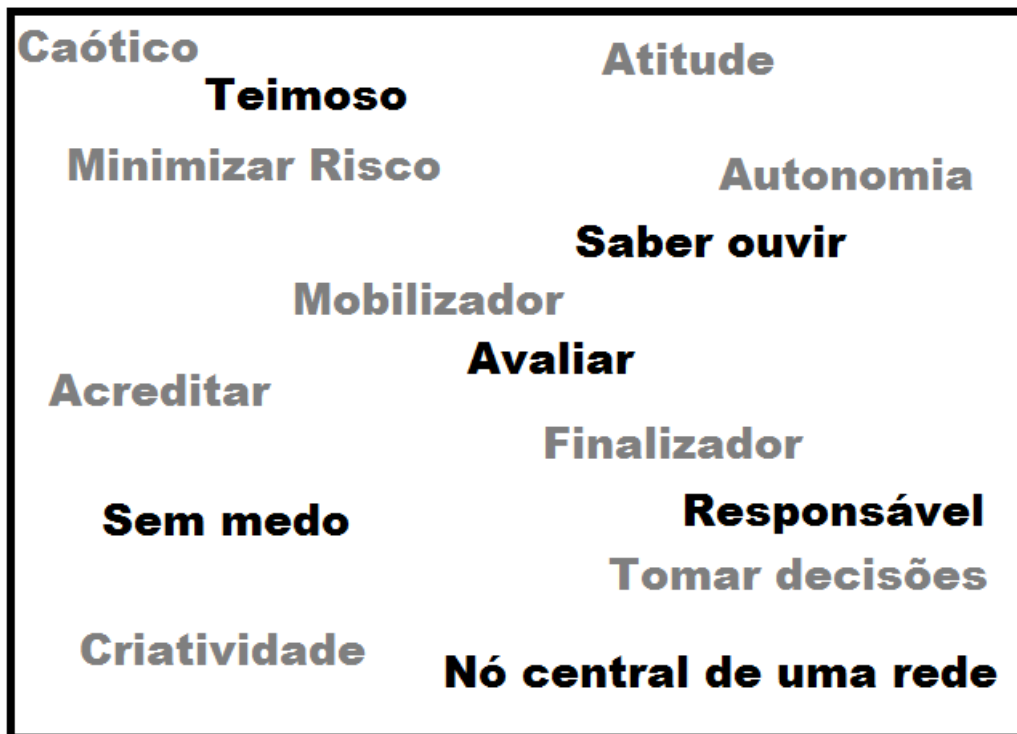 Caótico
Atitude
Teimoso
Minimizar Risco
Autonomia
Saber ouvir
Mobilizador
Avaliar
Acreditar
Finalizador
Sem medo
Responsável
Tomar decisões
Criatividade
Nó central de uma rede